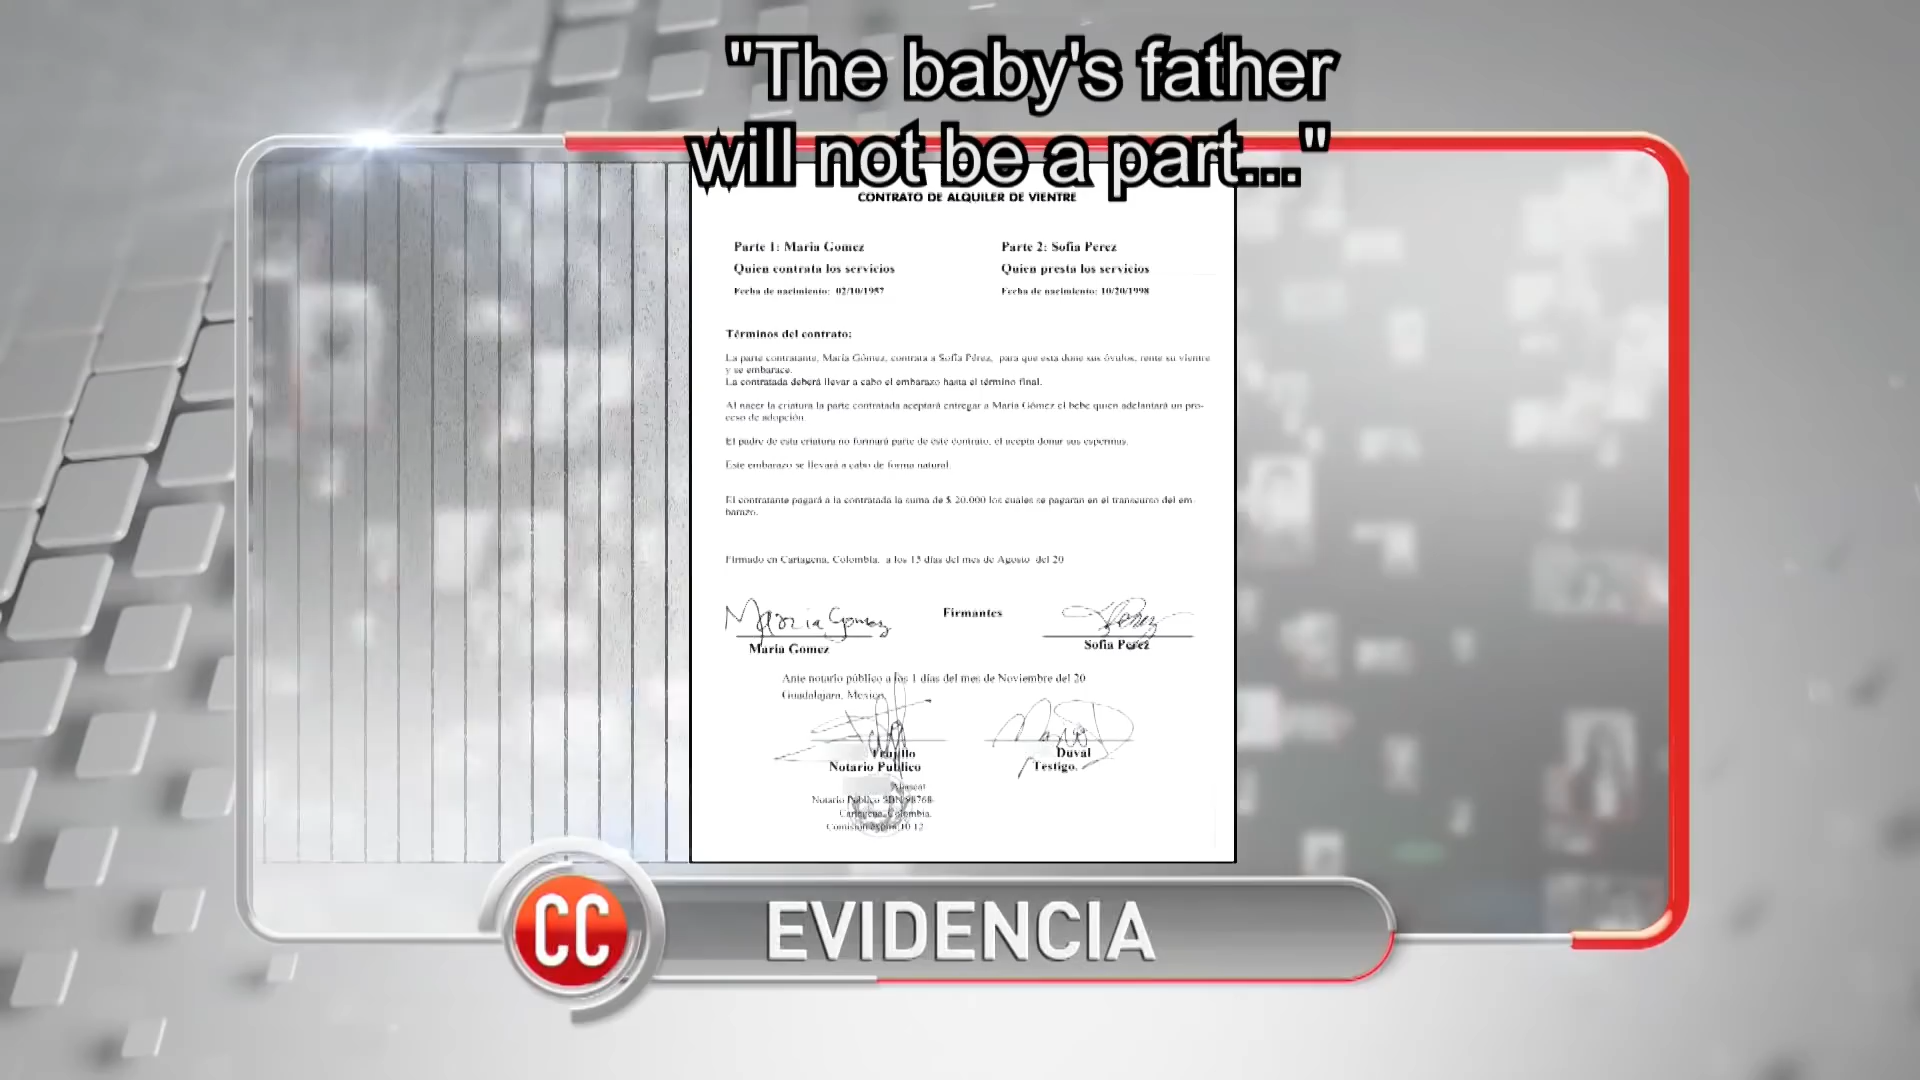 "The baby's father
will not be a part..."
CONTRATO DE ALQUILER DE VIENTRE
Parte 1: Maria Gomez
Quien contrata los servicios
Fecha de nacimiento: 02/10/1957
Parte 2: Sofia Perez
Quien presta los servicios
Fecha de nacimiento: 10/20/1998
Términos del contrato:
La parte contratante, María Gómez, contrata a Sofía Pérez, para que esta done sus óvulos, rente su vientre
y se embarace.
La contratada deberá llevar a cabo el embarazo hasta el término final.
Al nacer la criatura la parte contratada aceptará entregar a María Gómez el bebe quien adelantará un pro-
ceso de adopción.
El padre de esta criatura no formará parte de este contrato, el acepta donar sus espermas.
Este embarazo se llevará a cabo de forma natural.
El contratante pagará a la contratada la suma de $ 20.000 los cuales se pagaran en el transcurso del em-
barazo.
Firmado en Cartagena, Colombia, a los 15 días del mes de Agosto del 20
Maria Gomez
Firmantes
Perez
Maria Gomez
Sofia Perez
Ante notario público a los 1 días del mes de Noviembre del 20
Guadalajara, Mexico,
Trujillo
Notario Publico
Duval
Testigo.
Notario Publico
Cartagena, Colombia.
Comision expira 10 12
CC
EVIDENCIA